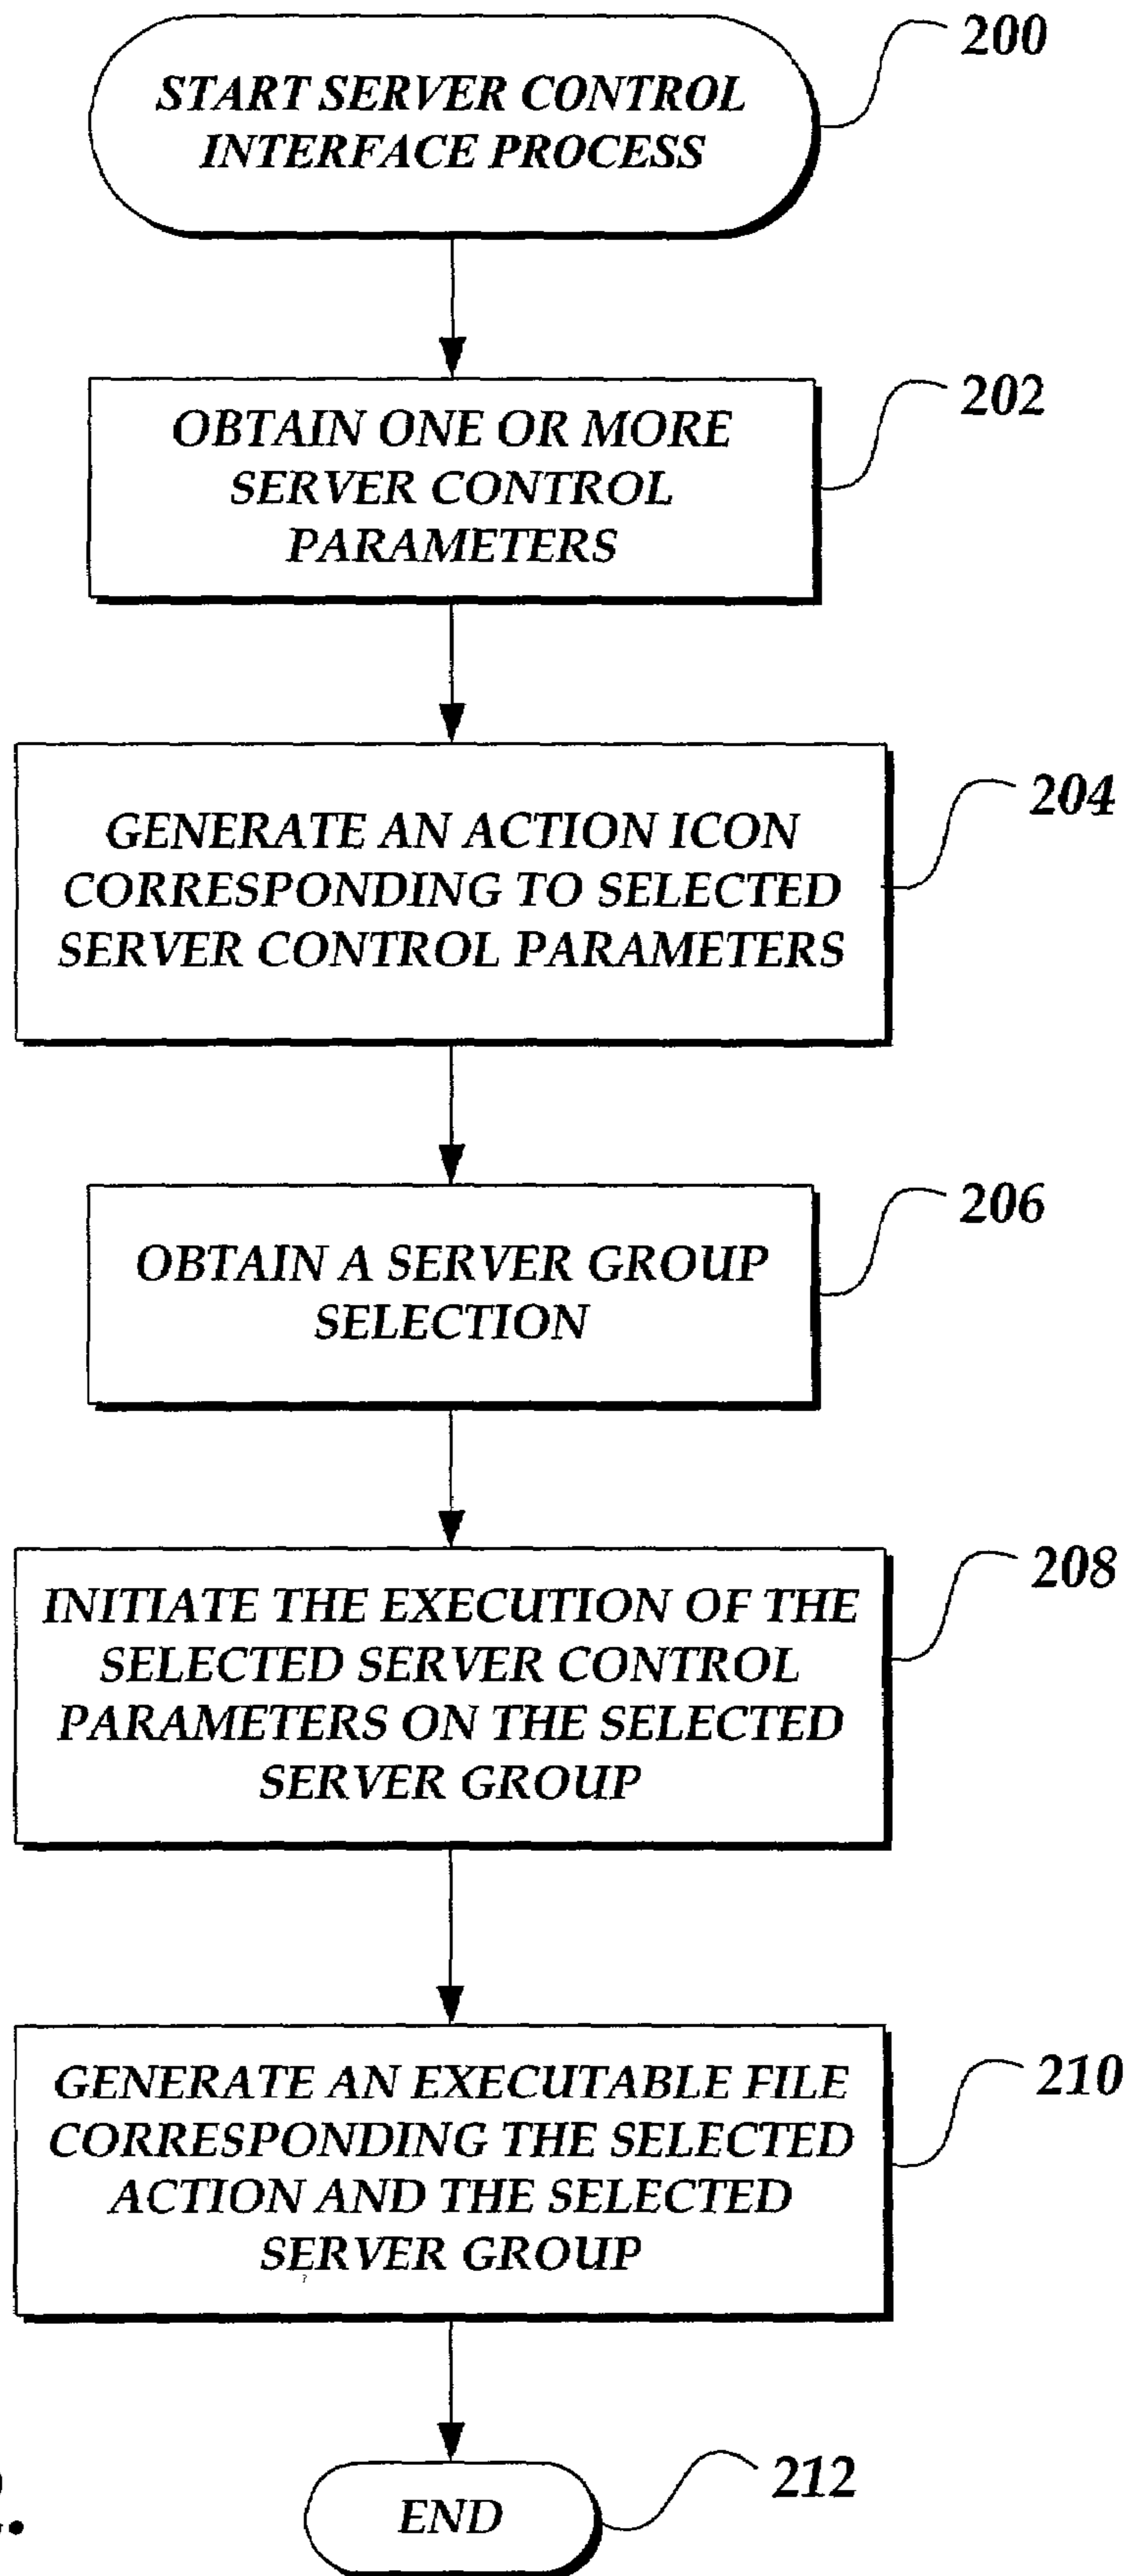 200
START SERVER CONTROL
INTERFACE PROCESS
202
OBTAIN ONE OR MORE
SERVER CONTROL
PARAMETERS
204
GENERATE AN ACTION ICON
CORRESPONDING TO SELECTED
SERVER CONTROL PARAMETERS
206
OBTAIN A SERVER GROUP
SELECTION
208
INITIATE THE EXECUTION OF THE
SELECTED SERVER CONTROL
PARAMETERS ON THE SELECTED
SERVER GROUP
210
GENERATE AN EXECUTABLE FILE
CORRESPONDING THE SELECTED
ACTION AND THE SELECTED
SERVER GROUP
212
END